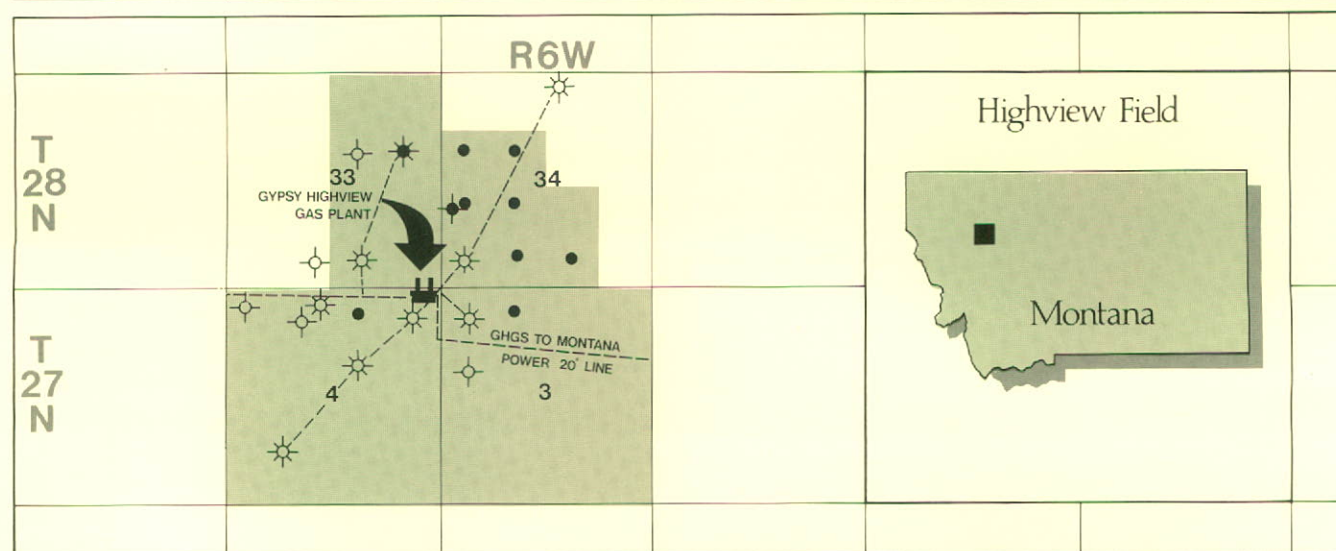 R6W
Highview Field
T
28
N
33
34
GYPSY HIGHVIEW
GAS PLANT
Montana
T
27
N
GHGS TO MONTANA
POWER 20" LINE
4
3